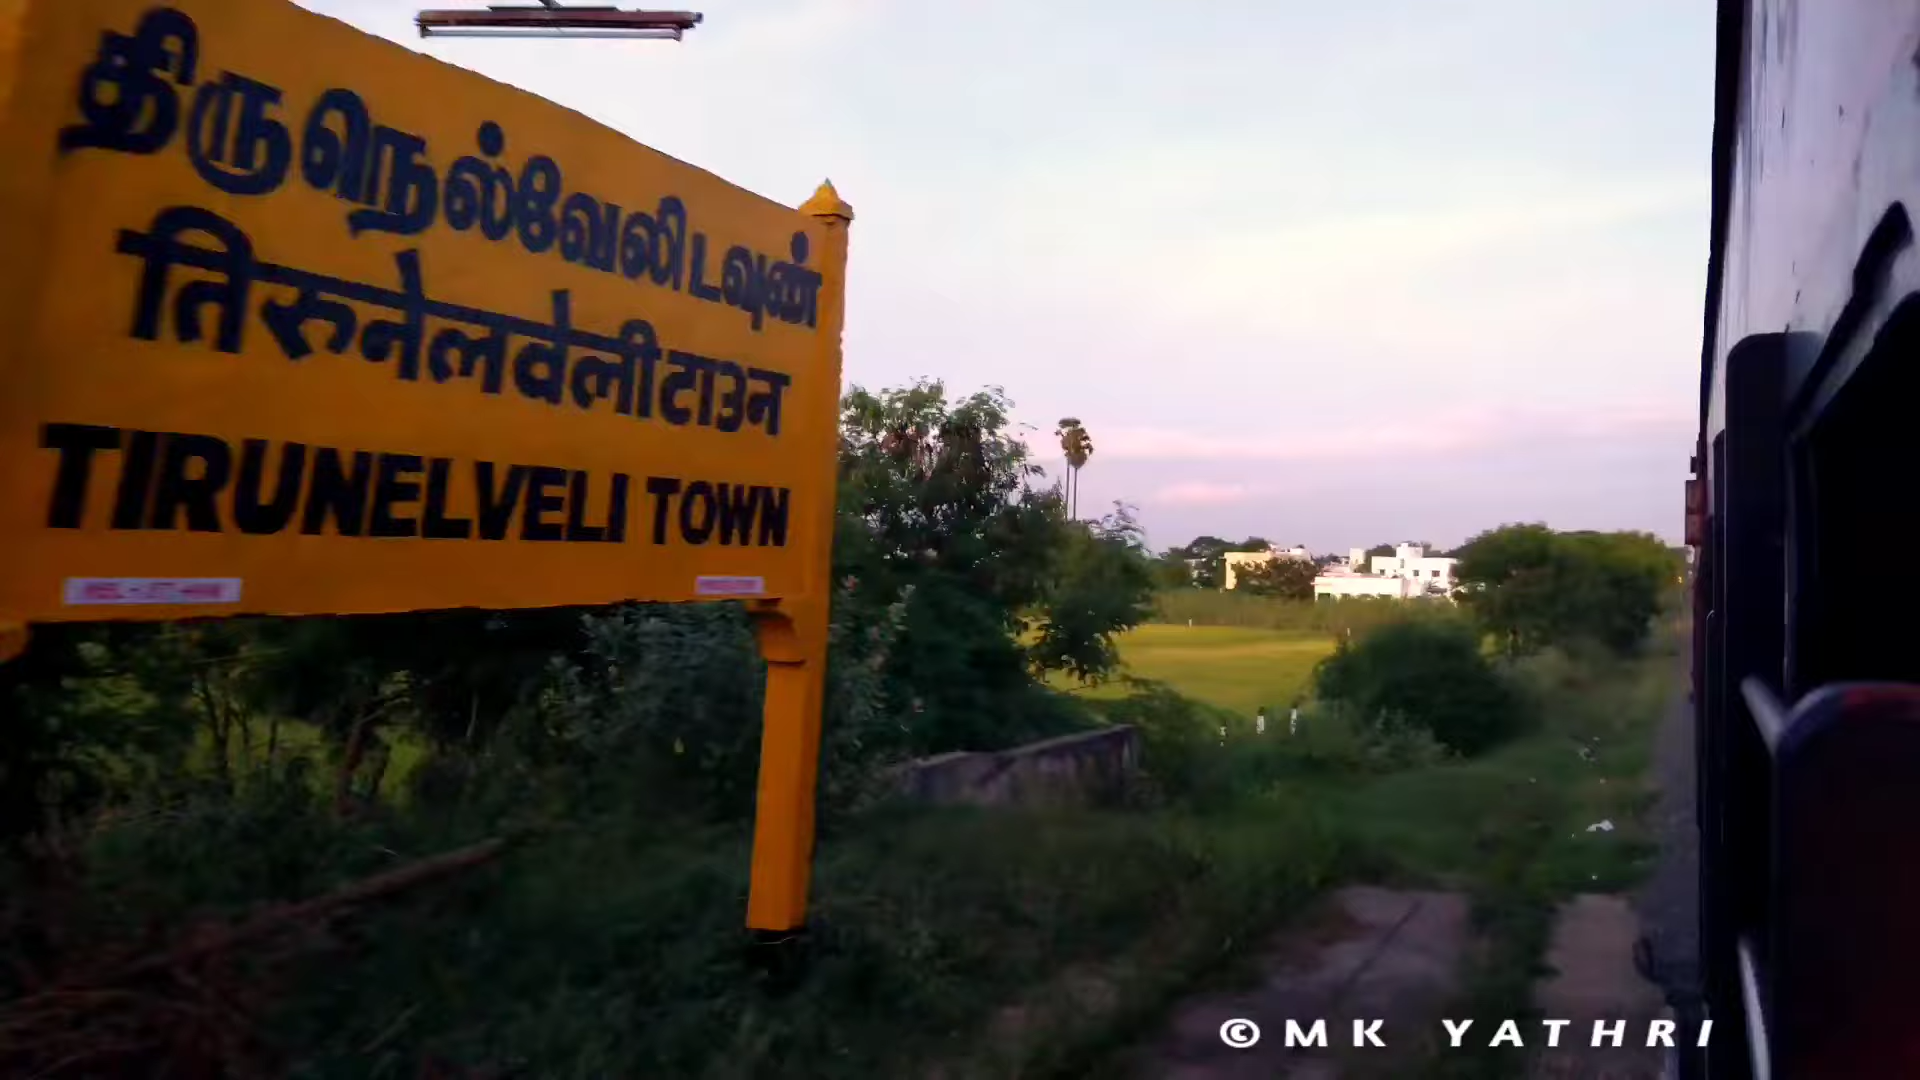 திருநெல்வேலி டவுண்
तिरुनेलवेली टाउन
TIRUNELVELI TOWN
© MK YATHRI